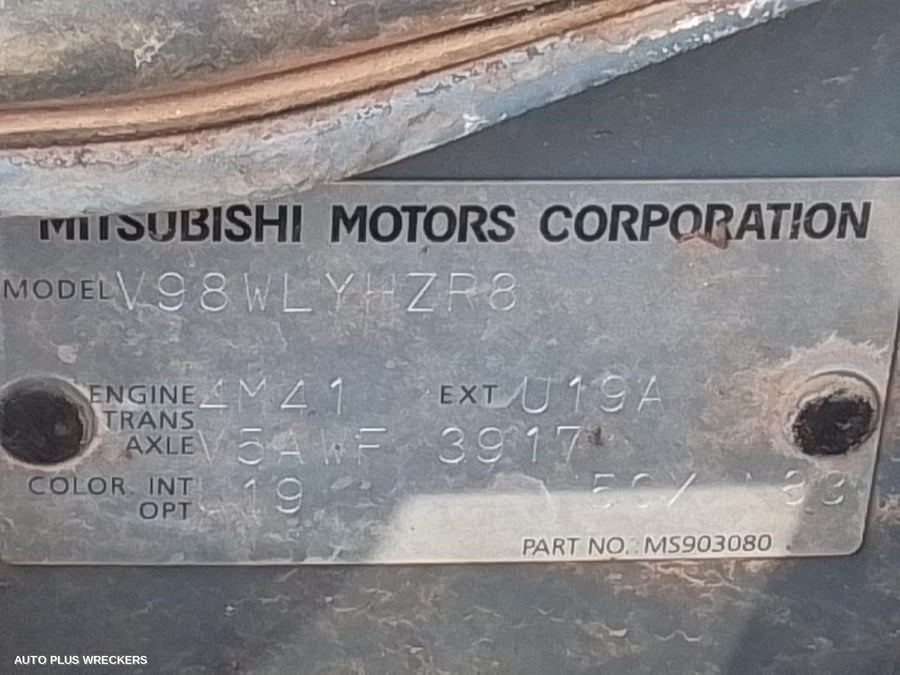 MITSUBISHI MOTORS CORPORATION
MODEL V98WLYHZR8
ENGINE 4M41 EXT U19A
TRANS
AXLE V5AWF 3917
COLOR, INT 19
OPT
PART NO. MS903080
AUTO PLUS WRECKERS